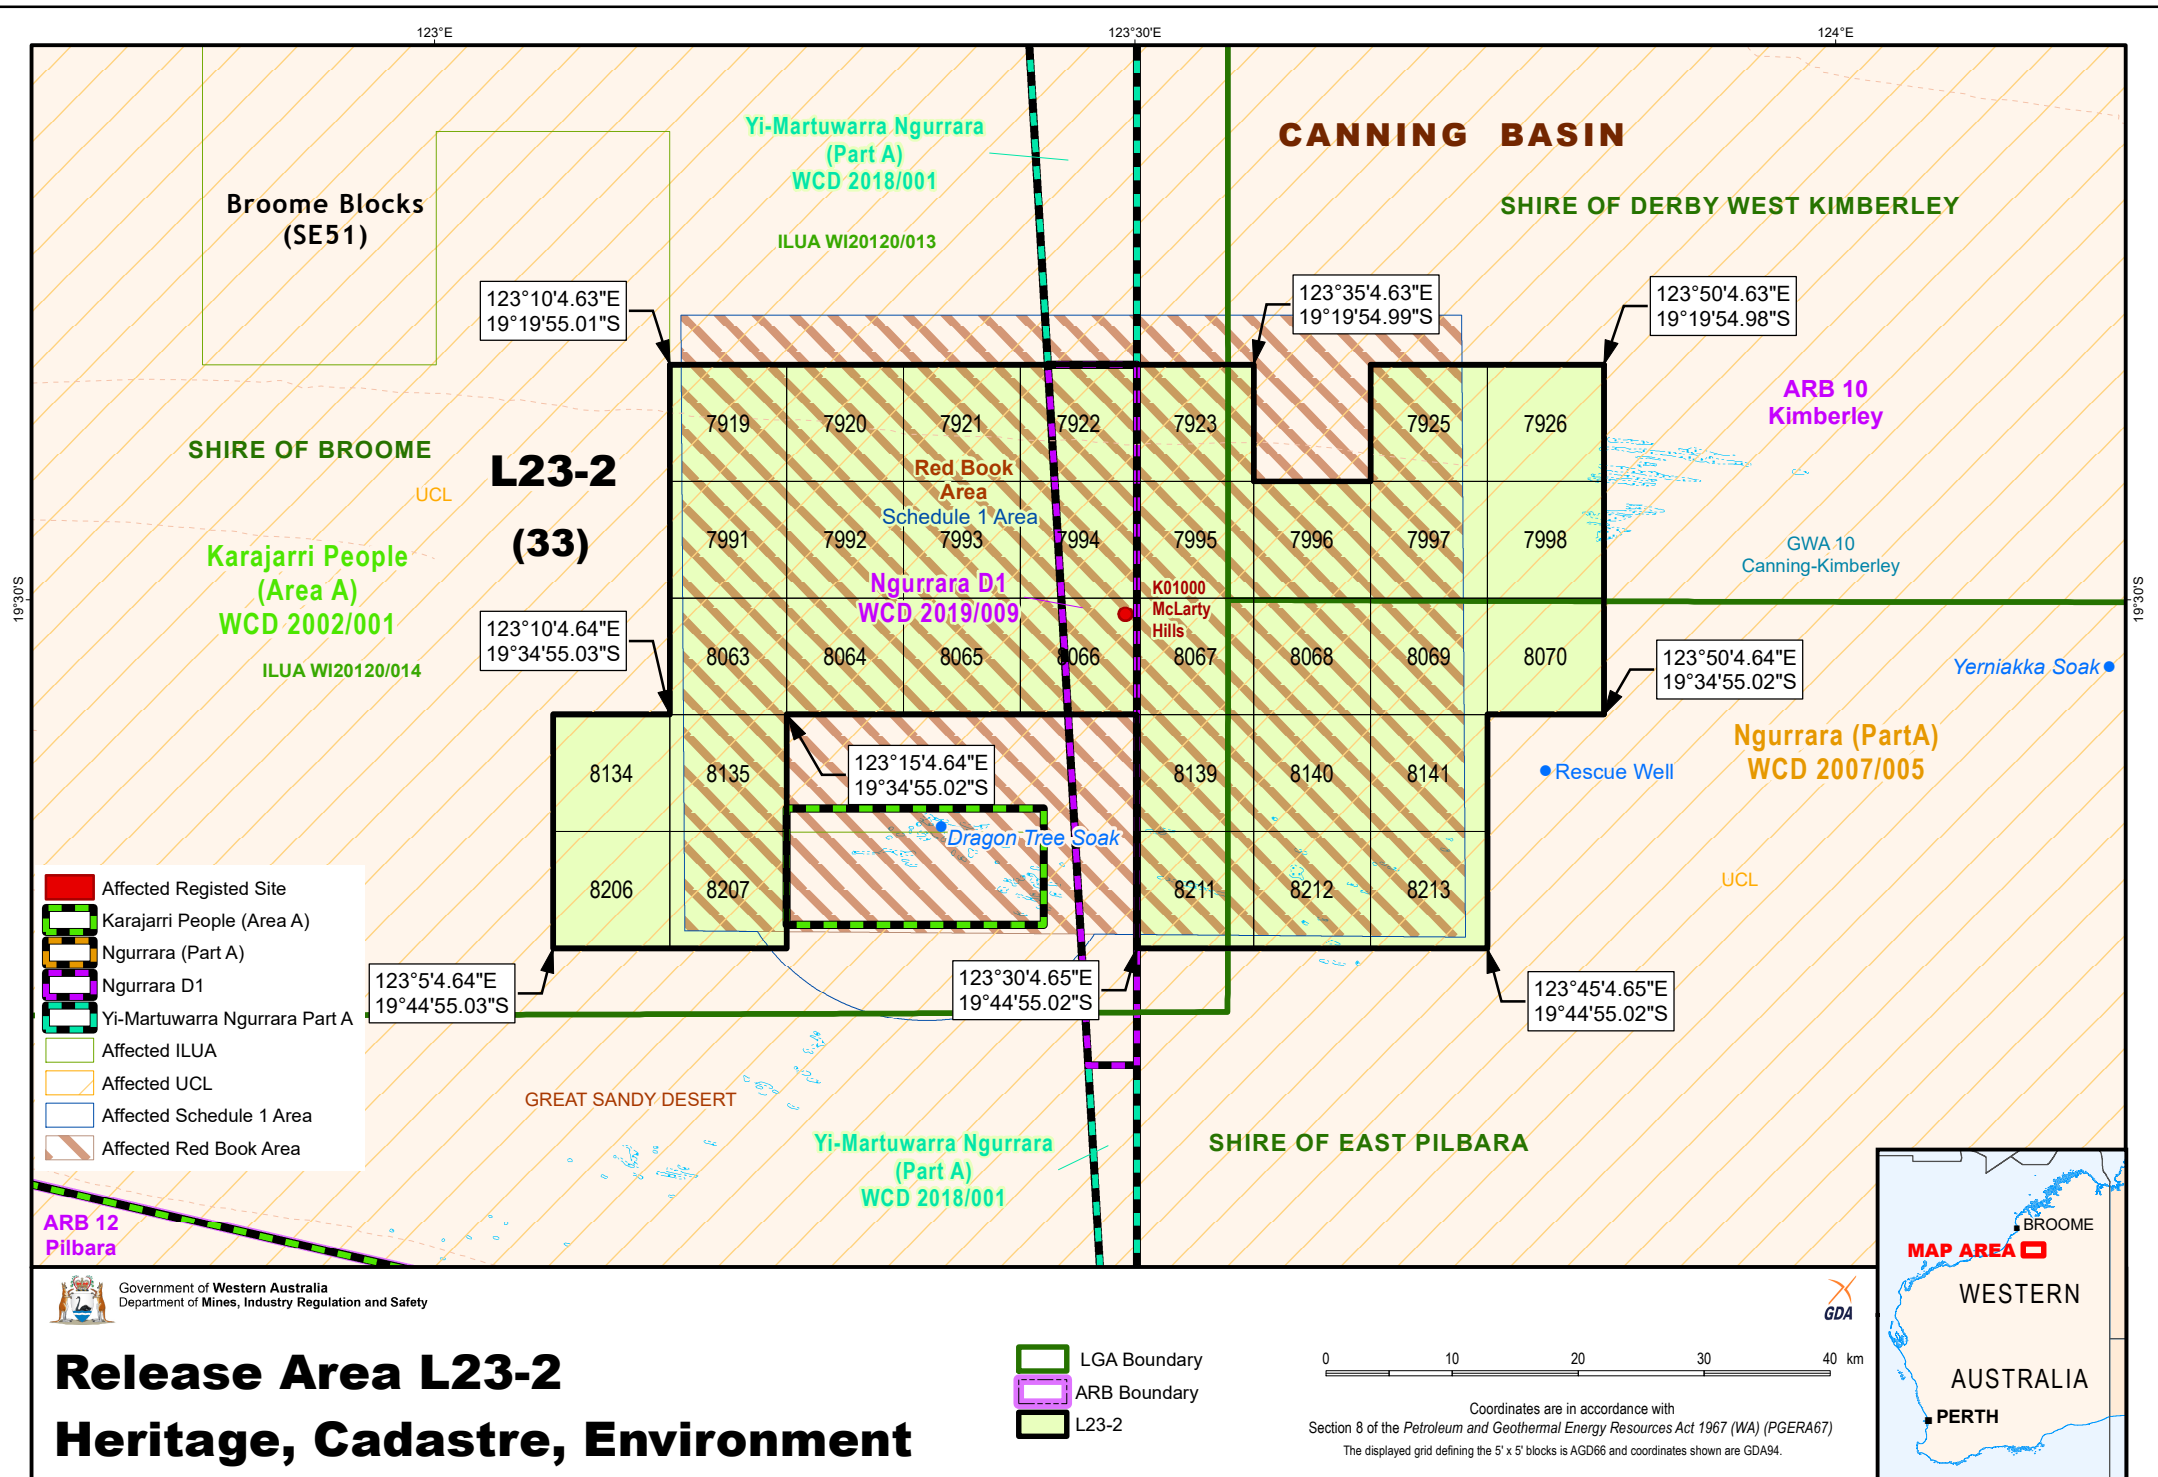 123°E
123°30'E
124°E
Yi-Martuwarra Ngurrara
(Part A)
WCD 2018/001
CANNING BASIN
Broome Blocks
(SE51)
SHIRE OF DERBY WEST KIMBERLEY
ILUA WI20120/013
123°10'4.63"E
19°19'55.01"S
123°35'4.63"E
19°19'54.99"S
123°50'4.63"E
19°19'54.98"S
ARB 10
Kimberley
7919
7920
7921
7922
7923
7925
7926
SHIRE OF BROOME
L23-2
(33)
UCL
Red Book
Area
Schedule 1 Area
7991
7992
7993
7994
7995
7996
7997
7998
GWA 10
Canning-Kimberley
Karajarri People
(Area A)
WCD 2002/001
ILUA WI20120/014
Ngurrara D1
WCD 2019/009
K01000
McLarty
Hills
19°30'S
19°30'S
123°10'4.64"E
19°34'55.03"S
8063
8064
8065
8066
8067
8068
8069
8070
123°50'4.64"E
19°34'55.02"S
Yerniakka Soak
Ngurrara (PartA)
WCD 2007/005
8134
8135
123°15'4.64"E
19°34'55.02"S
8139
8140
8141
Rescue Well
Dragon Tree Soak
8206
8207
8211
8212
8213
UCL
123°5'4.64"E
19°44'55.03"S
123°30'4.65"E
19°44'55.02"S
123°45'4.65"E
19°44'55.02"S
Affected Registed Site
Karajarri People (Area A)
Ngurrara (Part A)
Ngurrara D1
Yi-Martuwarra Ngurrara Part A
Affected ILUA
Affected UCL
Affected Schedule 1 Area
Affected Red Book Area
GREAT SANDY DESERT
Yi-Martuwarra Ngurrara
(Part A)
WCD 2018/001
SHIRE OF EAST PILBARA
ARB 12
Pilbara
BROOME
MAP AREA
WESTERN
AUSTRALIA
PERTH
Government of Western Australia
Department of Mines, Industry Regulation and Safety
Release Area L23-2
Heritage, Cadastre, Environment
LGA Boundary
ARB Boundary
L23-2
GDA
0 10 20 30 40 km
Coordinates are in accordance with
Section 8 of the Petroleum and Geothermal Energy Resources Act 1967 (WA) (PGERA67)
The displayed grid defining the 5' x 5' blocks is AGD66 and coordinates shown are GDA94.